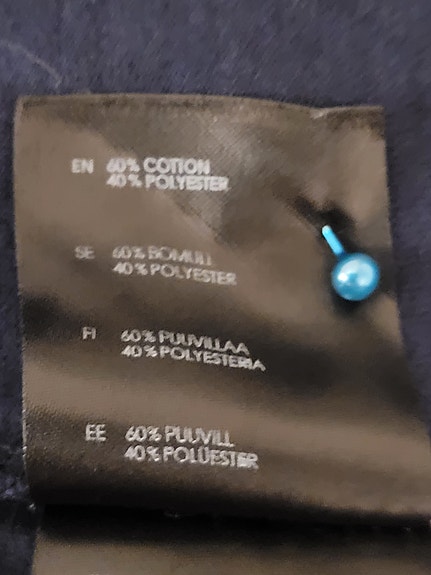 EN 60% COTTON
40% POLYESTER
SE 60% BOMULL
40% POLYESTER
FI 60% PUUVILLAA
40% POLYESTERIA
EE 60% PUUVILL
40% POLÜESTER